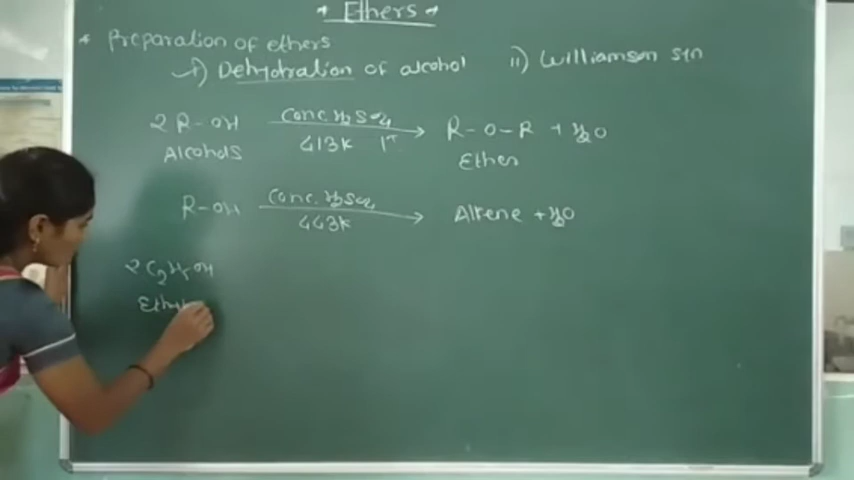 * Ethers *
* Preparation of ethers
i) Dehydration of alcohol ii) Williamson syn
2 R-OH Conc. H2SO4 413K 1° R-O-R + H2O
Alcohols Ether
R-OH Conc. H2SO4 443K Alkene + H2O
2 C2H5OH
Ethyl